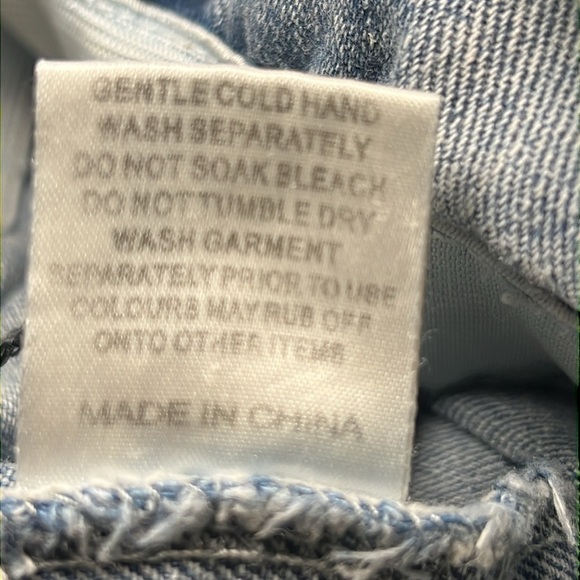 GENTLE COLD HAND
WASH SEPARATELY
DO NOT SOAK BLEACH
DO NOT TUMBLE DRY
WASH GARMENT
SEPARATELY PRIOR TO USE
COLOURS MAY RUB OFF
ONTO OTHER ITEMS
MADE IN CHINA